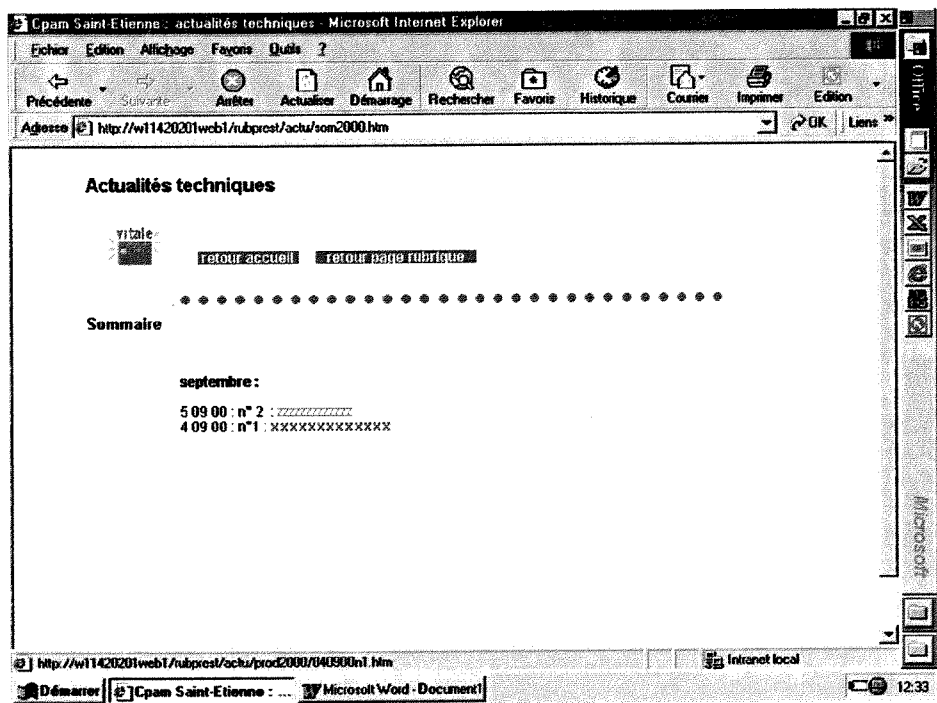 Cpam Saint-Etienne : actualités techniques - Microsoft Internet Explorer
Fichier Edition Affichage Favoris Outils ?
Précédente Suivante Arrêter Actualiser Démarrage Rechercher Favoris Historique Courrier Imprimer Edition
Adresse http://w11420201web1/rubprest/actu/som2000.htm OK Liens »
Office
Actualités techniques
vitale
retour accueil retour page rubrique
Sommaire
septembre :
5 09 00 : n° 2 : zzzzzzzzzzzzz
4 09 00 : n°1 : xxxxxxxxxxxxx
Microsoft
http://w11420201web1/rubprest/actu/prod2000/040900n1.htm Intranet local
Démarrer Cpam Saint-Etienne : ... Microsoft Word - Document1 12:33